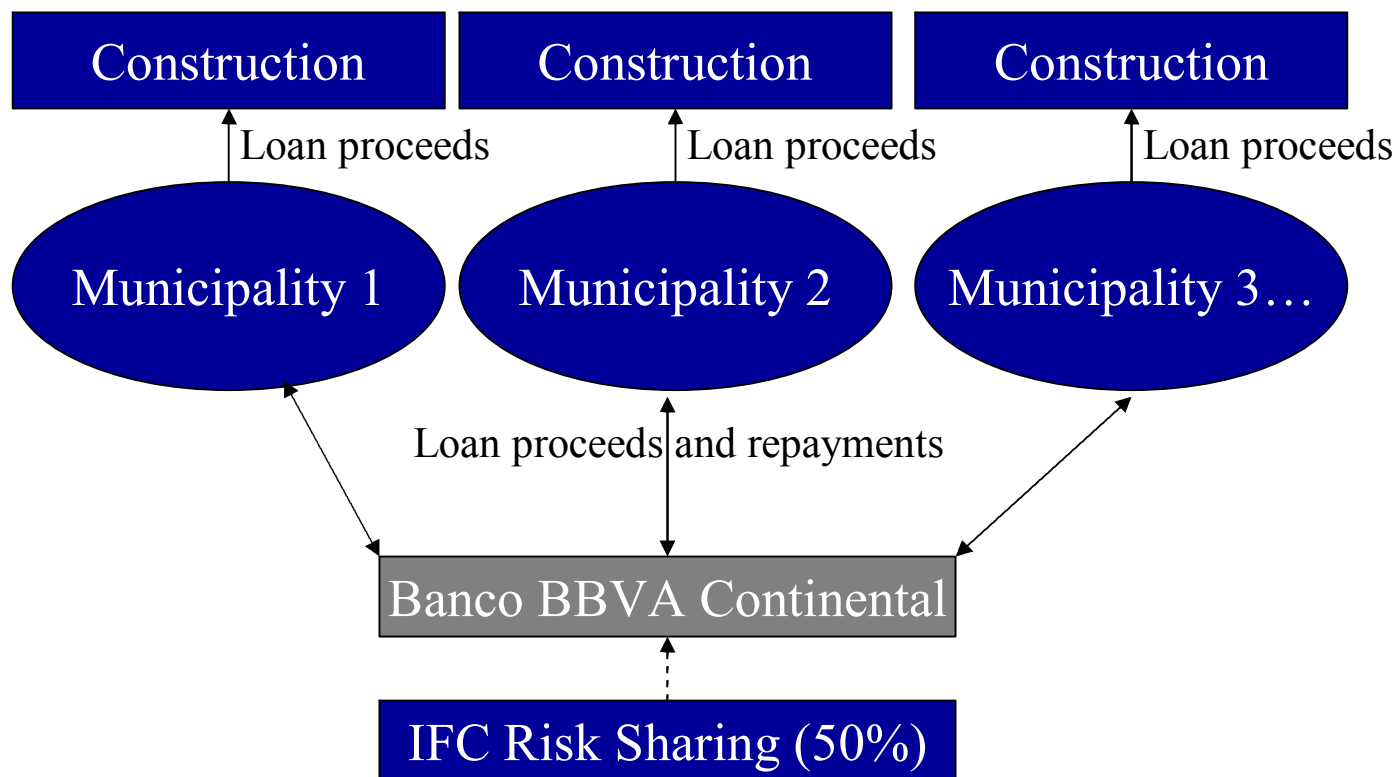 Construction
Construction
Construction
Loan proceeds
Loan proceeds
Loan proceeds
Municipality 1
Municipality 2
Municipality 3…
Loan proceeds and repayments
Banco BBVA Continental
IFC Risk Sharing (50%)